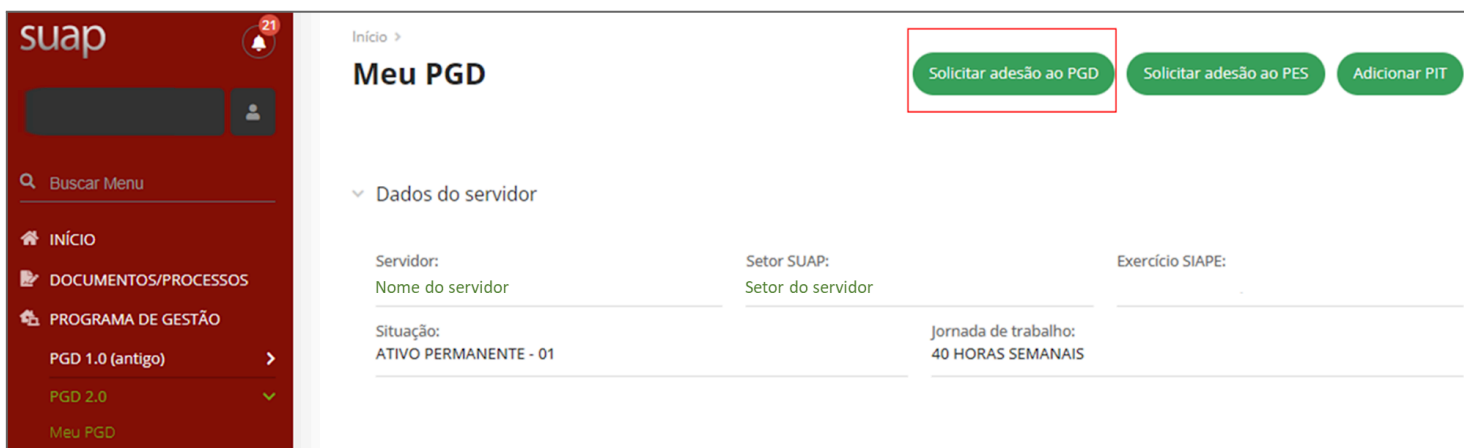 suap
21
Buscar Menu
INÍCIO
DOCUMENTOS/PROCESSOS
PROGRAMA DE GESTÃO
PGD 1.0 (antigo)
PGD 2.0
Meu PGD
Início >
Meu PGD
Solicitar adesão ao PGD
Solicitar adesão ao PES
Adicionar PIT
Dados do servidor
Servidor:
Nome do servidor
Setor SUAP:
Setor do servidor
Exercício SIAPE:
Situação:
ATIVO PERMANENTE - 01
Jornada de trabalho:
40 HORAS SEMANAIS